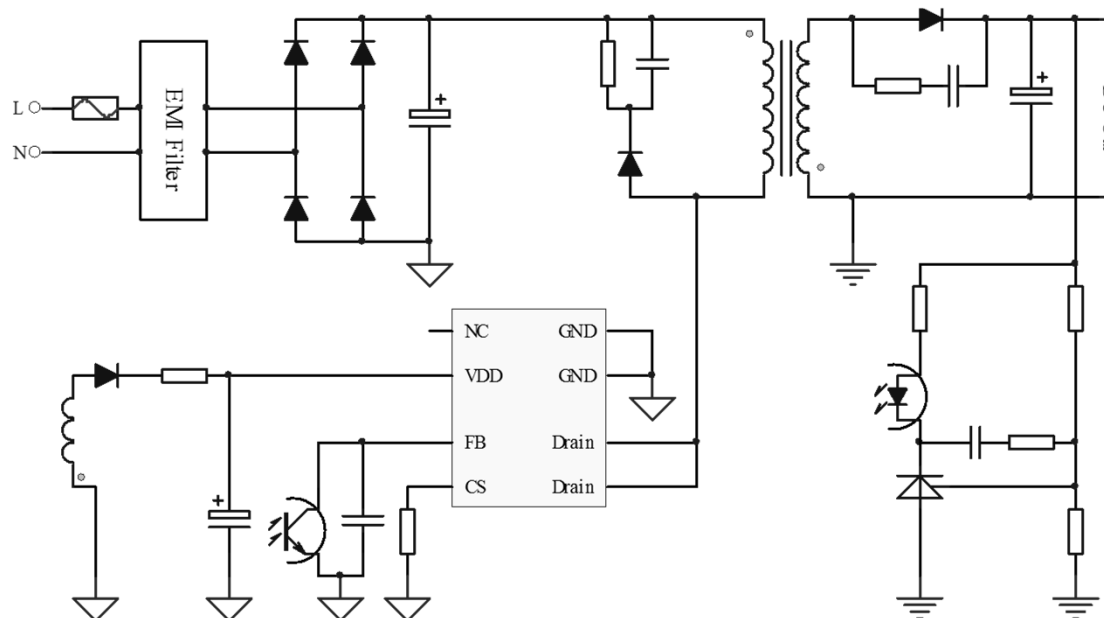 L
N
EMI Filter
+
+
NC
GND
VDD
GND
FB
Drain
CS
Drain
+